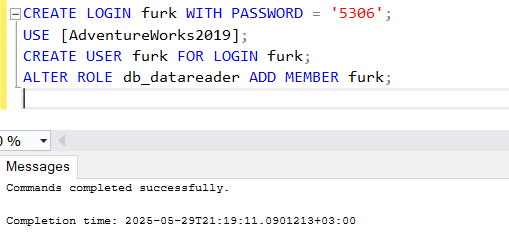 CREATE LOGIN furk WITH PASSWORD = '5306';
USE [AdventureWorks2019];
CREATE USER furk FOR LOGIN furk;
ALTER ROLE db_datareader ADD MEMBER furk;
0 %
Messages
Commands completed successfully.
Completion time: 2025-05-29T21:19:11.0901213+03:00